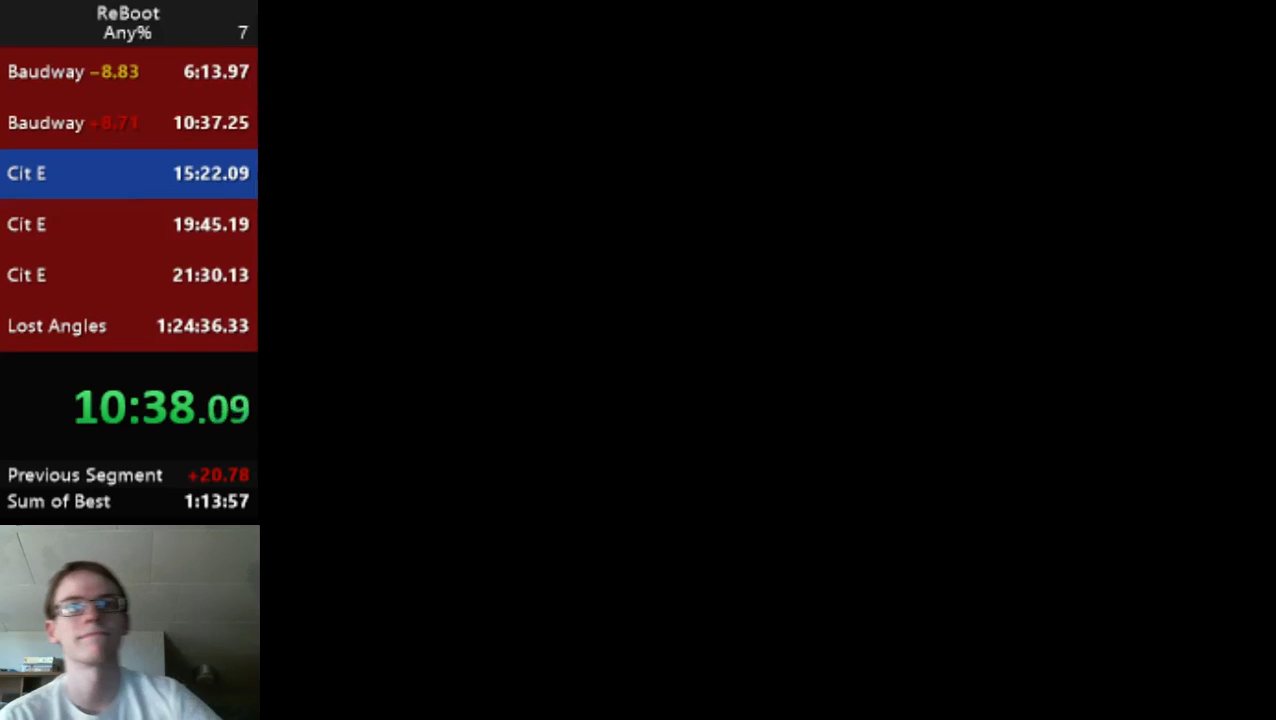 ReBoot
Any% 7
Baudway −8.83 6:13.97
Baudway +8.71 10:37.25
Cit E 15:22.09
Cit E 19:45.19
Cit E 21:30.13
Lost Angles 1:24:36.33
10:38.09
Previous Segment +20.78
Sum of Best 1:13:57